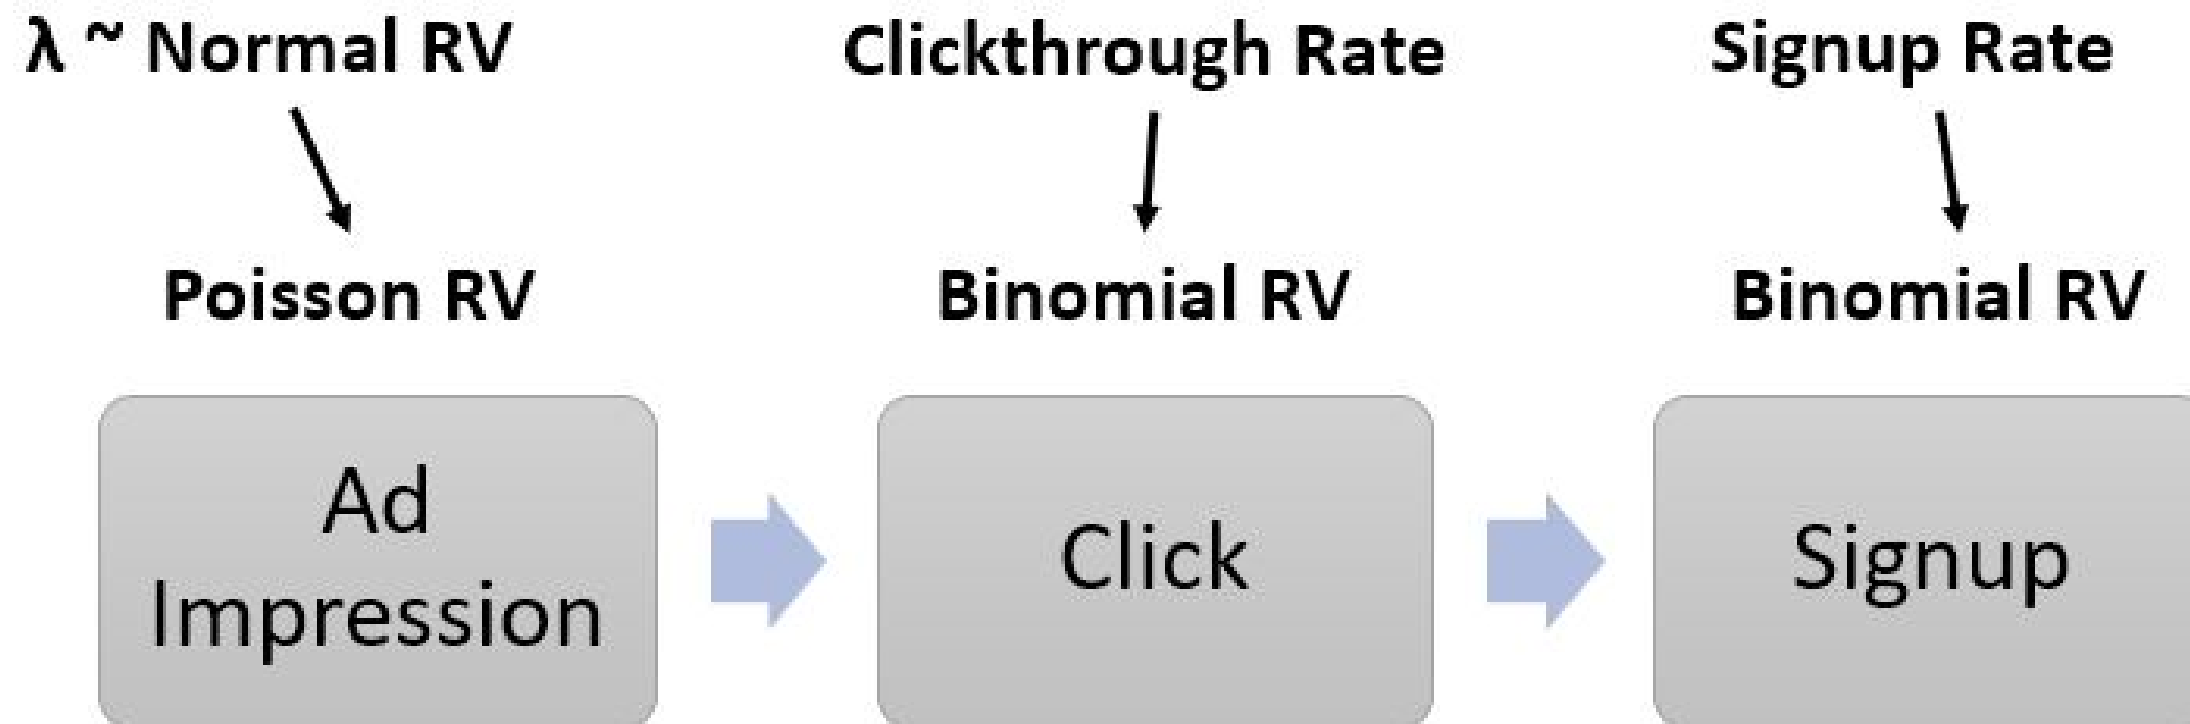 λ ~ Normal RV
Clickthrough Rate
Signup Rate
Poisson RV
Binomial RV
Binomial RV
Ad
Impression
Click
Signup